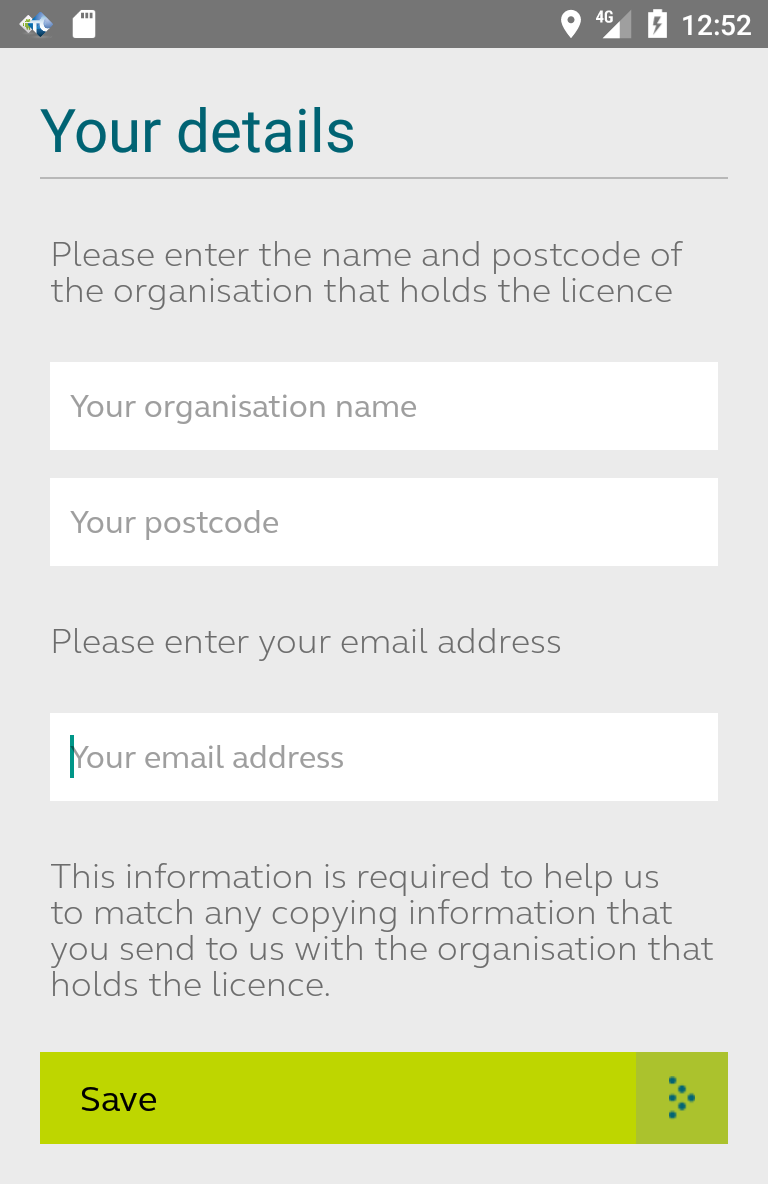 4G 12:52
Your details
Please enter the name and postcode of
the organisation that holds the licence
Your organisation name
Your postcode
Please enter your email address
Your email address
This information is required to help us
to match any copying information that
you send to us with the organisation that
holds the licence.
Save